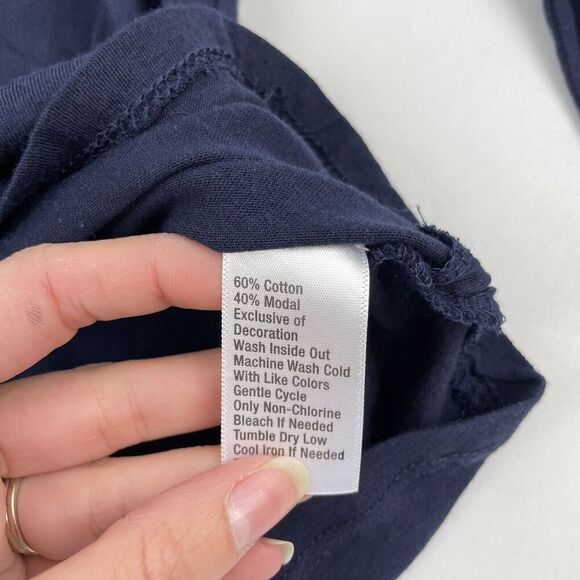 60% Cotton
40% Modal
Exclusive of
Decoration
Wash Inside Out
Machine Wash Cold
With Like Colors
Gentle Cycle
Only Non-Chlorine
Bleach If Needed
Tumble Dry Low
Cool Iron If Needed